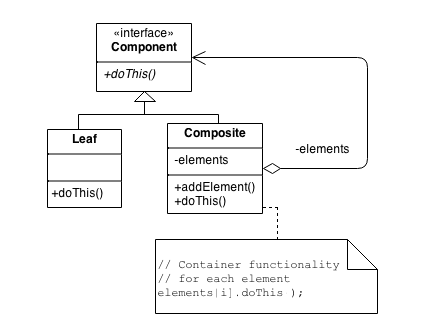 «interface»
Component
+doThis()
Leaf
+doThis()
Composite
-elements
+addElement()
+doThis()
-elements
// Container functionality
// for each element
elements[i].doThis );